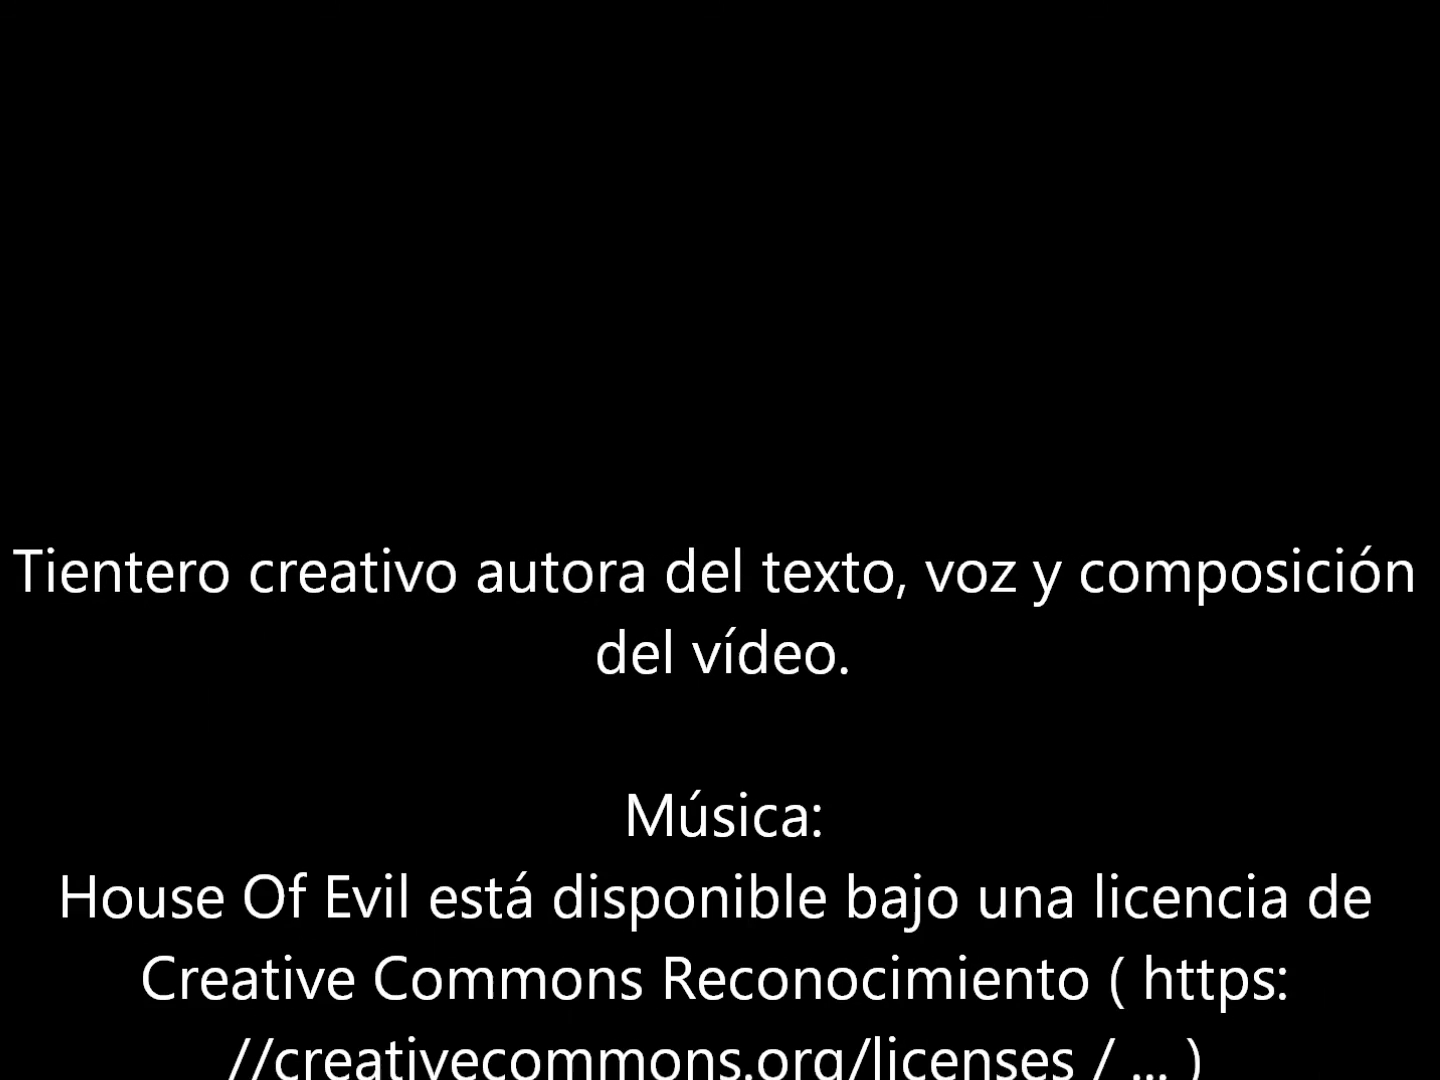 Tientero creativo autora del texto, voz y composición
del vídeo.
Música:
House Of Evil está disponible bajo una licencia de
Creative Commons Reconocimiento ( https:
//creativecommons.org/licenses / ... )